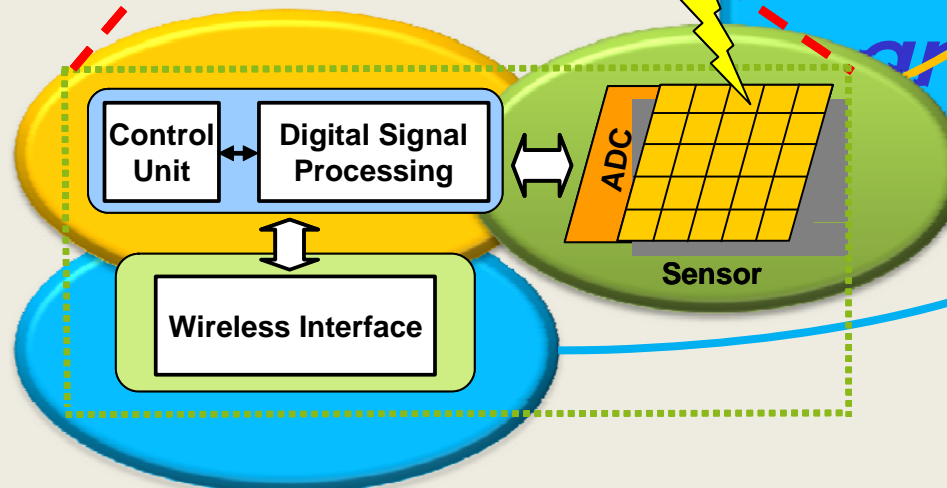 Control
Unit
Digital Signal
Processing
ADC
Sensor
Wireless Interface